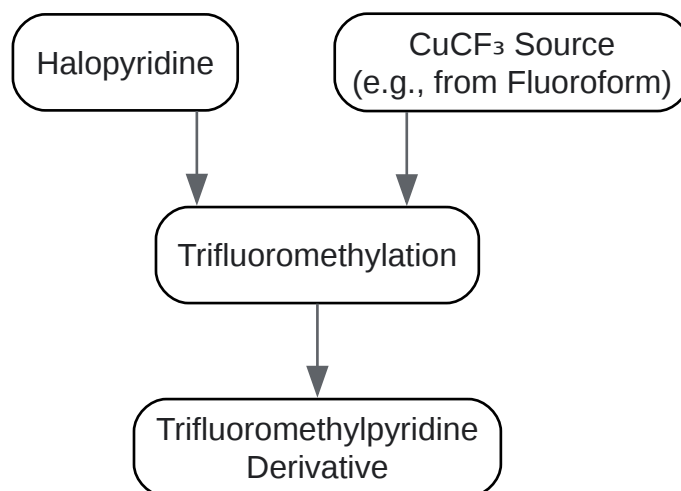 Halopyridine
CuCF₃ Source
(e.g., from Fluoroform)
Trifluoromethylation
Trifluoromethylpyridine
Derivative